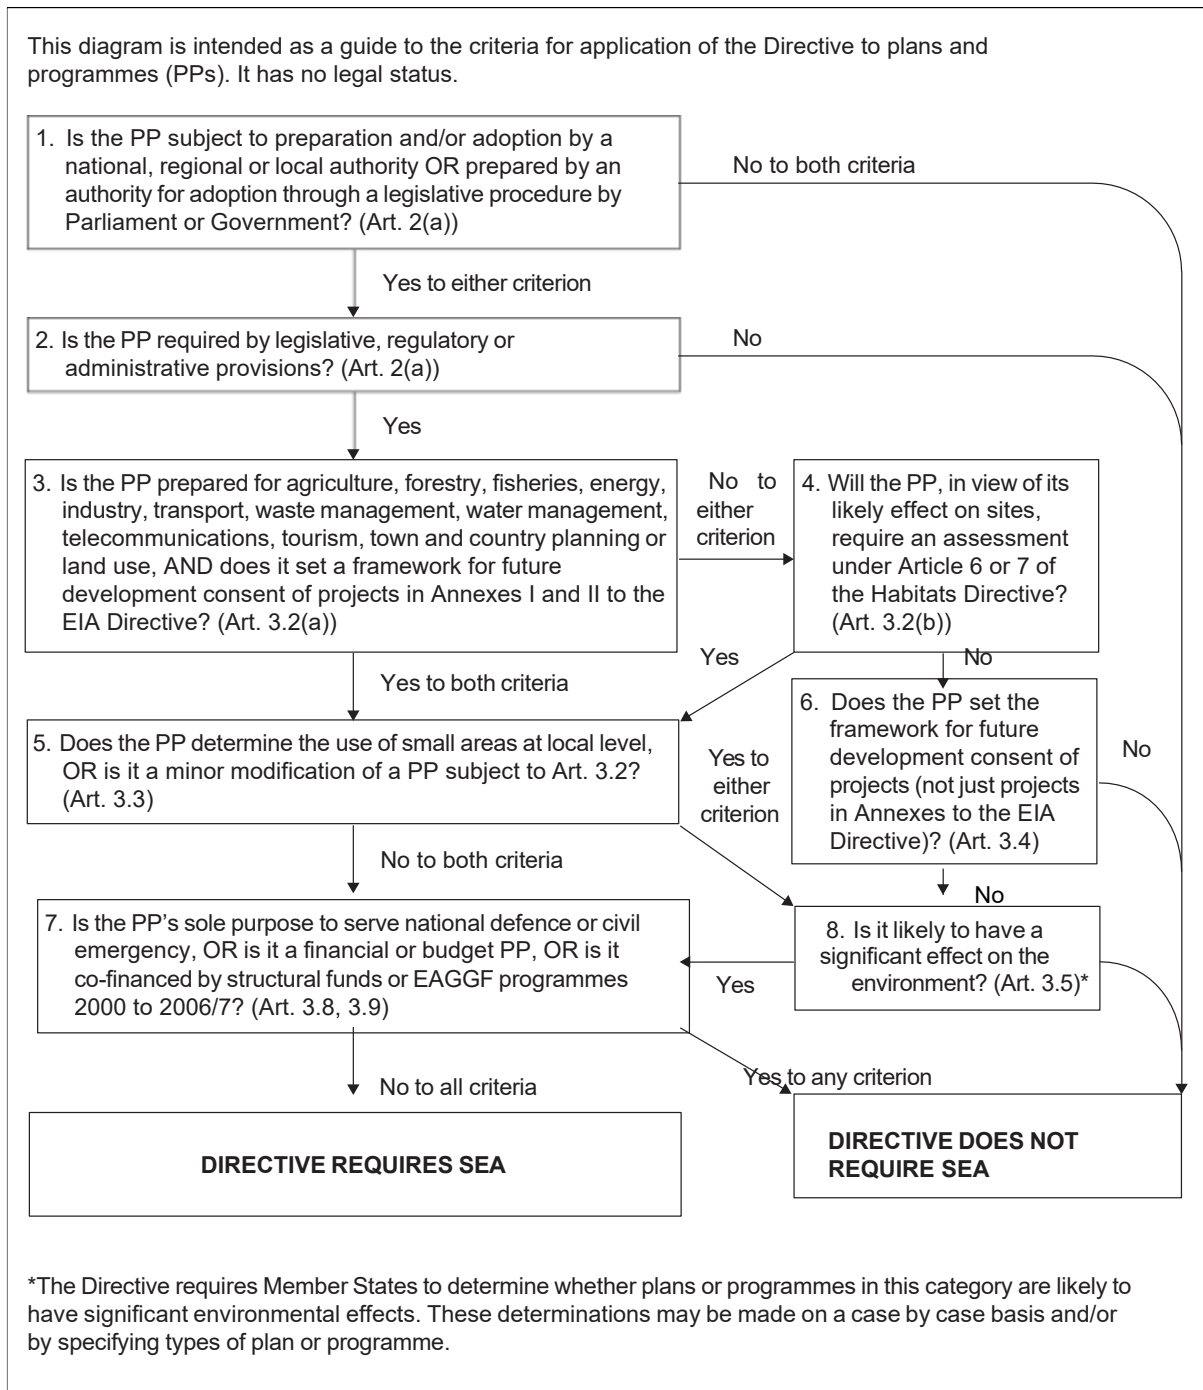 This diagram is intended as a guide to the criteria for application of the Directive to plans and
programmes (PPs). It has no legal status.
1. Is the PP subject to preparation and/or adoption by a
national, regional or local authority OR prepared by an
authority for adoption through a legislative procedure by
Parliament or Government? (Art. 2(a))
No to both criteria
Yes to either criterion
2. Is the PP required by legislative, regulatory or
administrative provisions? (Art. 2(a))
No
Yes
3. Is the PP prepared for agriculture, forestry, fisheries, energy,
industry, transport, waste management, water management,
telecommunications, tourism, town and country planning or
land use, AND does it set a framework for future
development consent of projects in Annexes I and II to the
EIA Directive? (Art. 3.2(a))
No to
either
criterion
4. Will the PP, in view of its
likely effect on sites,
require an assessment
under Article 6 or 7 of
the Habitats Directive?
(Art. 3.2(b))
Yes
No
Yes to both criteria
6. Does the PP set the
framework for future
development consent of
projects (not just projects
in Annexes to the EIA
Directive)? (Art. 3.4)
No
5. Does the PP determine the use of small areas at local level,
OR is it a minor modification of a PP subject to Art. 3.2?
(Art. 3.3)
Yes to
either
criterion
No to both criteria
No
7. Is the PP’s sole purpose to serve national defence or civil
emergency, OR is it a financial or budget PP, OR is it
co-financed by structural funds or EAGGF programmes
2000 to 2006/7? (Art. 3.8, 3.9)
8. Is it likely to have a
significant effect on the
environment? (Art. 3.5)*
Yes
No to all criteria
Yes to any criterion
DIRECTIVE REQUIRES SEA
DIRECTIVE DOES NOT
REQUIRE SEA
*The Directive requires Member States to determine whether plans or programmes in this category are likely to
have significant environmental effects. These determinations may be made on a case by case basis and/or
by specifying types of plan or programme.